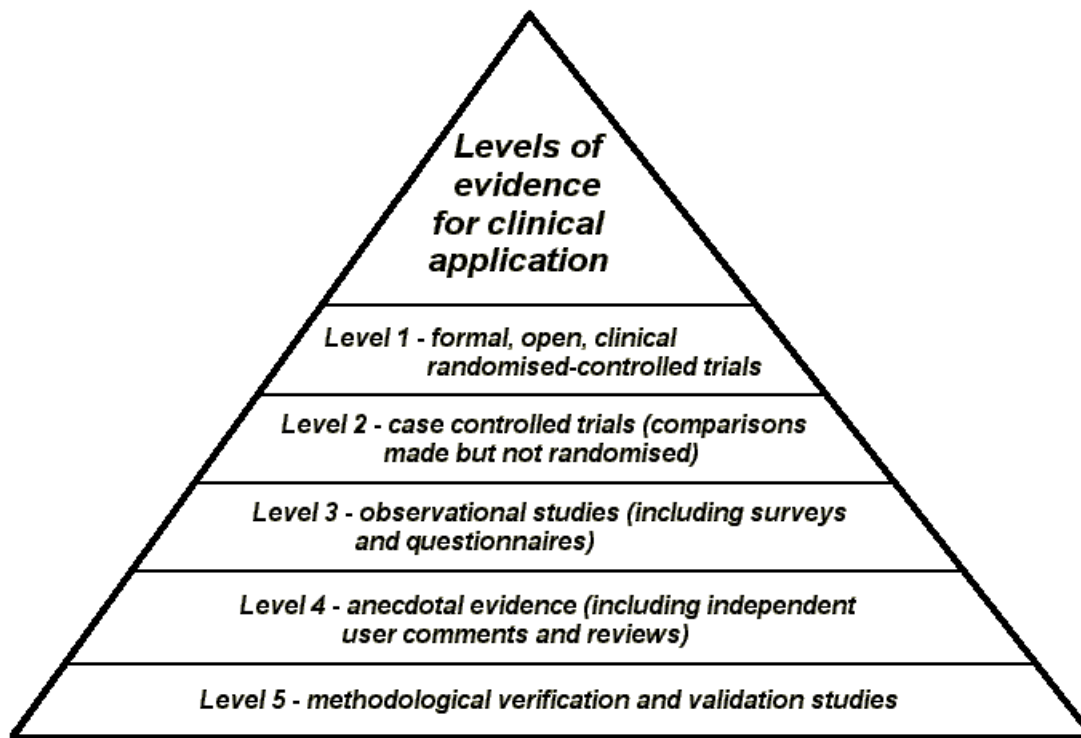 Levels of
evidence
for clinical
application
Level 1 - formal, open, clinical
randomised-controlled trials
Level 2 - case controlled trials (comparisons
made but not randomised)
Level 3 - observational studies (including surveys
and questionnaires)
Level 4 - anecdotal evidence (including independent
user comments and reviews)
Level 5 - methodological verification and validation studies